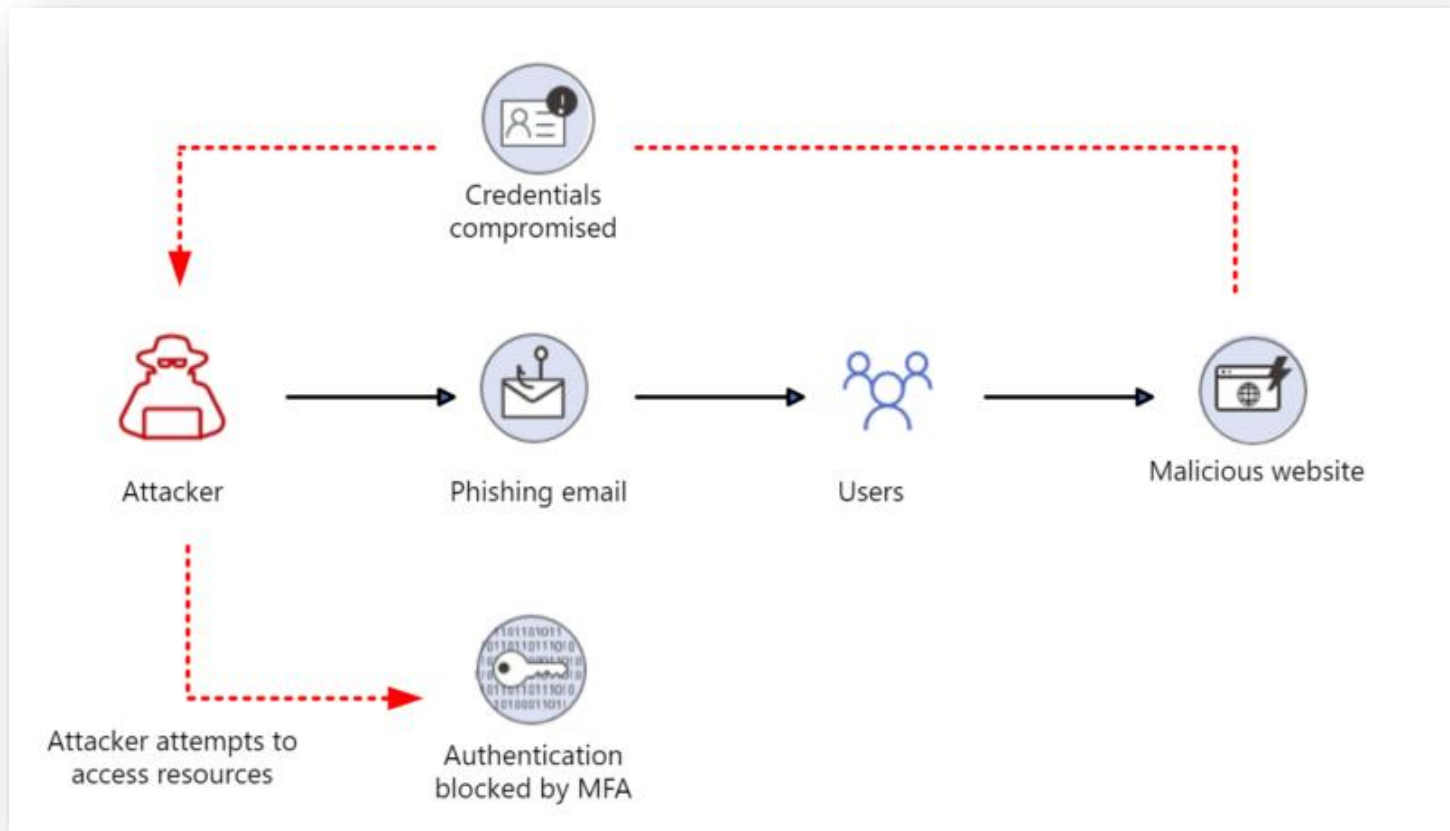 Credentials
compromised
Attacker
Phishing email
Users
Malicious website
Attacker attempts to
access resources
Authentication
blocked by MFA